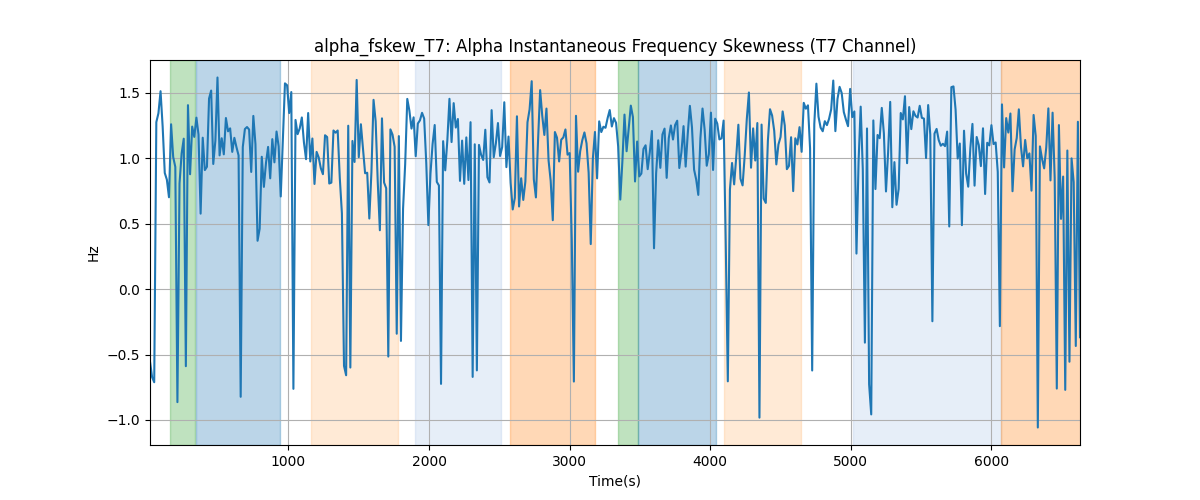 alpha_fskew_T7: Alpha Instantaneous Frequency Skewness (T7 Channel)
Hz
1.5
1.0
0.5
0.0
−0.5
−1.0
1000 2000 3000 4000 5000 6000
Time(s)